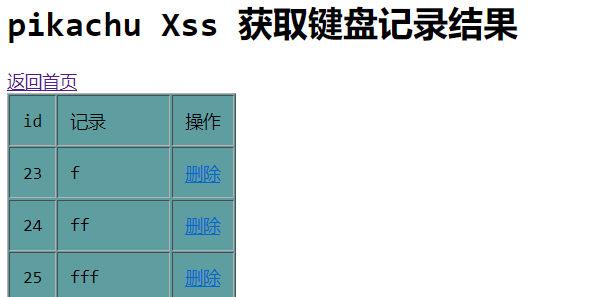 pikachu Xss 获取键盘记录结果
返回首页
id 记录 操作
23 f 删除
24 ff 删除
25 fff 删除